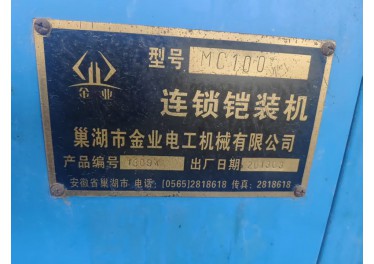 型号 MC100
金业
连锁铠装机
巢湖市金业电工机械有限公司
产品编号 出厂日期
安徽省巢湖市 电话:(0565)2818618 传真:2818618